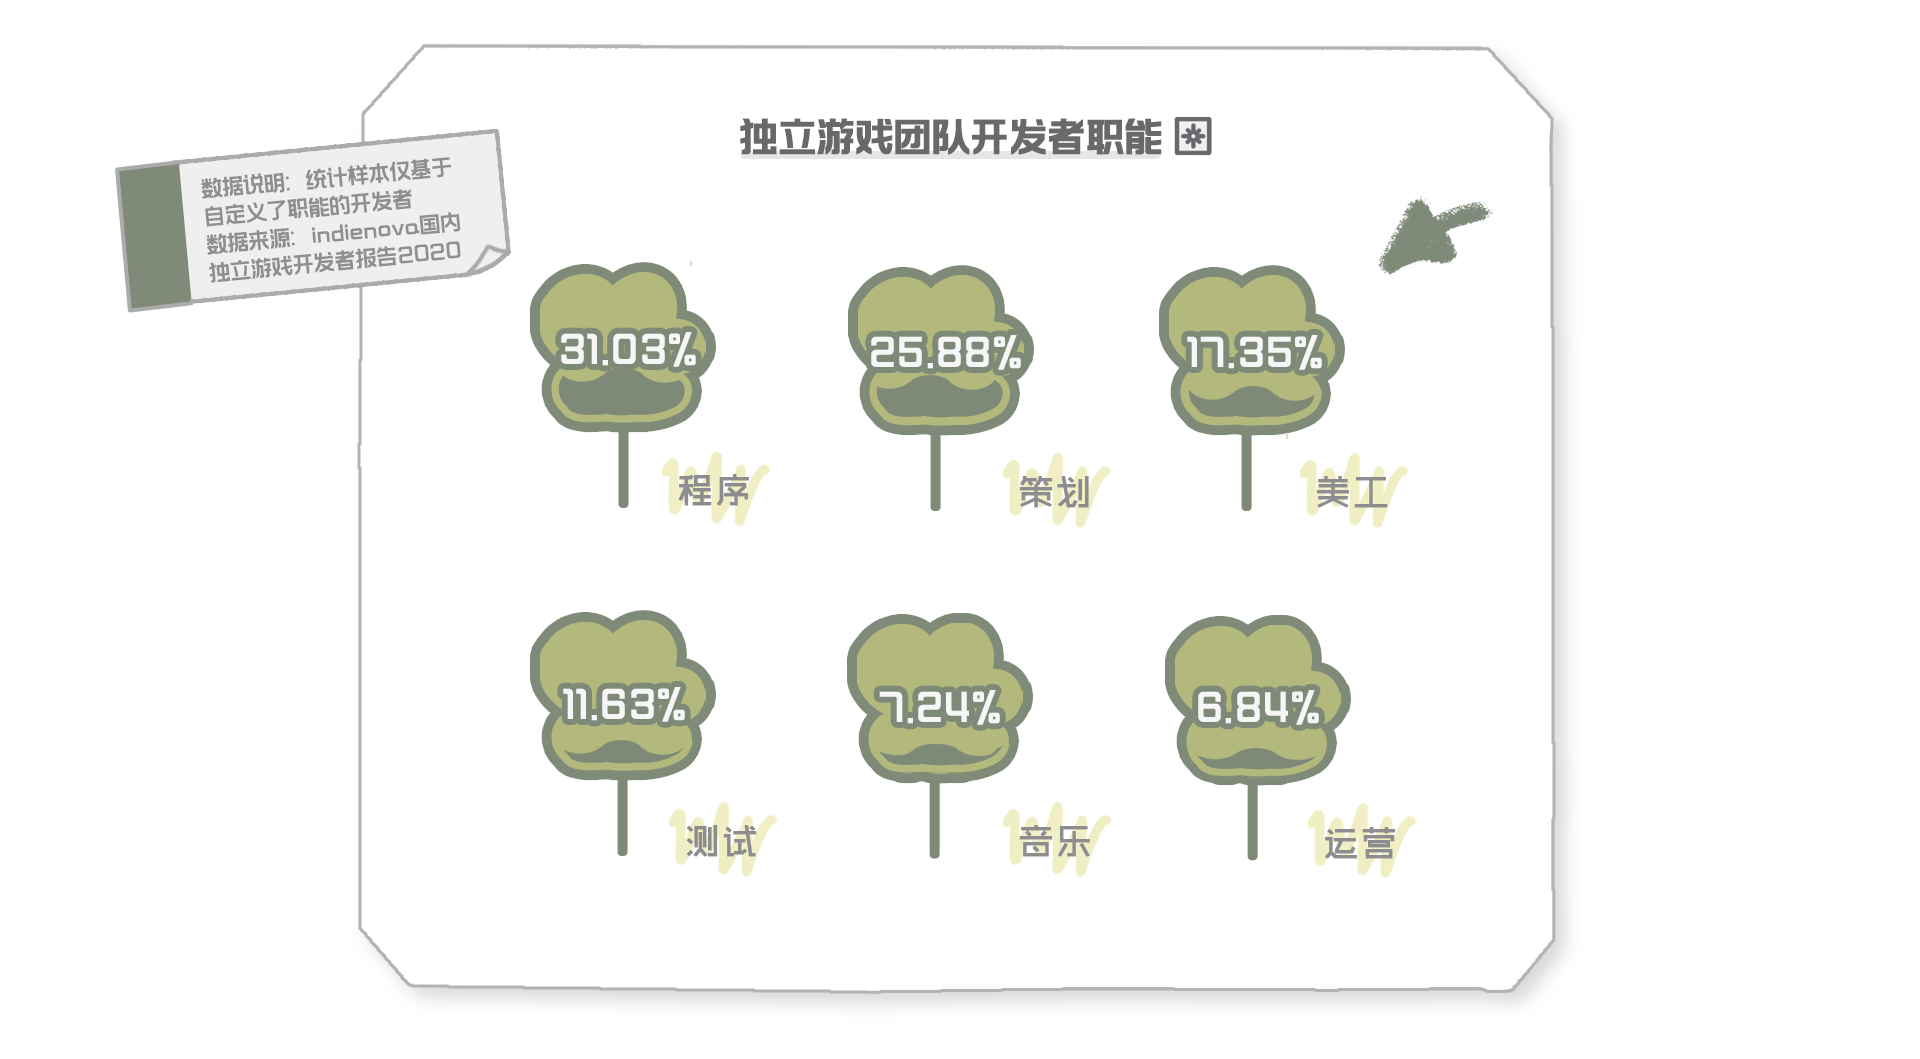 独立游戏团队开发者职能
数据说明：统计样本仅基于
自定义了职能的开发者
数据来源：indienova国内
独立游戏开发者报告2020
31.03%
程序
25.88%
策划
17.35%
美工
11.63%
测试
7.24%
音乐
6.84%
运营